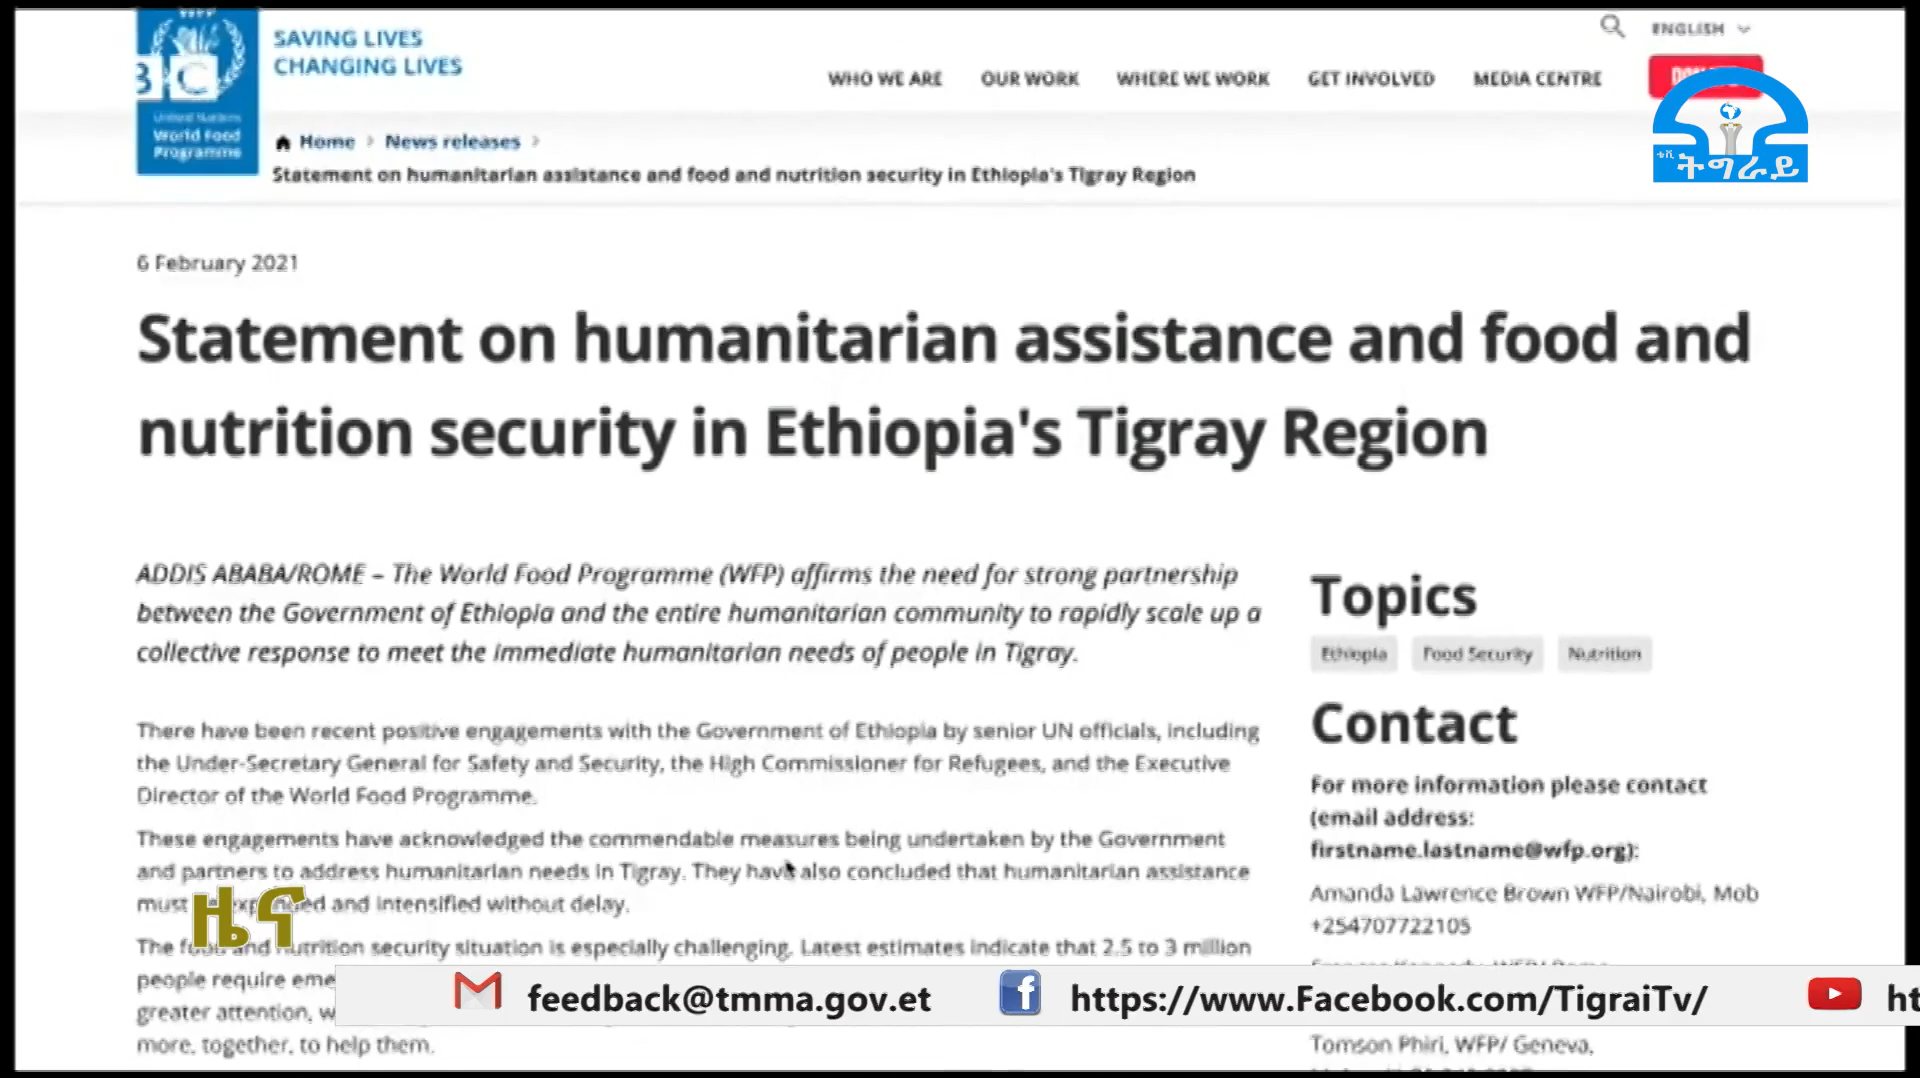 SAVING LIVES
CHANGING LIVES
ENGLISH
WHO WE ARE
OUR WORK
WHERE WE WORK
GET INVOLVED
MEDIA CENTRE
B C
United Nations
World Food
Programme
Home > News releases >
Statement on humanitarian assistance and food and nutrition security in Ethiopia's Tigray Region
ቲቪ
ትግራይ
6 February 2021
Statement on humanitarian assistance and food and
nutrition security in Ethiopia's Tigray Region
ADDIS ABABA/ROME – The World Food Programme (WFP) affirms the need for strong partnership
between the Government of Ethiopia and the entire humanitarian community to rapidly scale up a
collective response to meet the immediate humanitarian needs of people in Tigray.
There have been recent positive engagements with the Government of Ethiopia by senior UN officials, including
the Under-Secretary General for Safety and Security, the High Commissioner for Refugees, and the Executive
Director of the World Food Programme.
These engagements have acknowledged the commendable measures being undertaken by the Government
and partners to address humanitarian needs in Tigray. They have also concluded that humanitarian assistance
must and intensified without delay.
The and nutrition security situation is especially challenging. Latest estimates indicate that 2.5 to 3 million
people require
greater attention,
more, together, to help them.
Topics
Ethiopia
Food Security
Nutrition
Contact
For more information please contact
(email address:
firstname.lastname@wfp.org):
Amanda Lawrence Brown WFP/Nairobi, Mob
+254707722105
Tomson Phiri, WFP/ Geneva,
ዜና
feedback@tmma.gov.et
https://www.Facebook.com/TigraiTv/